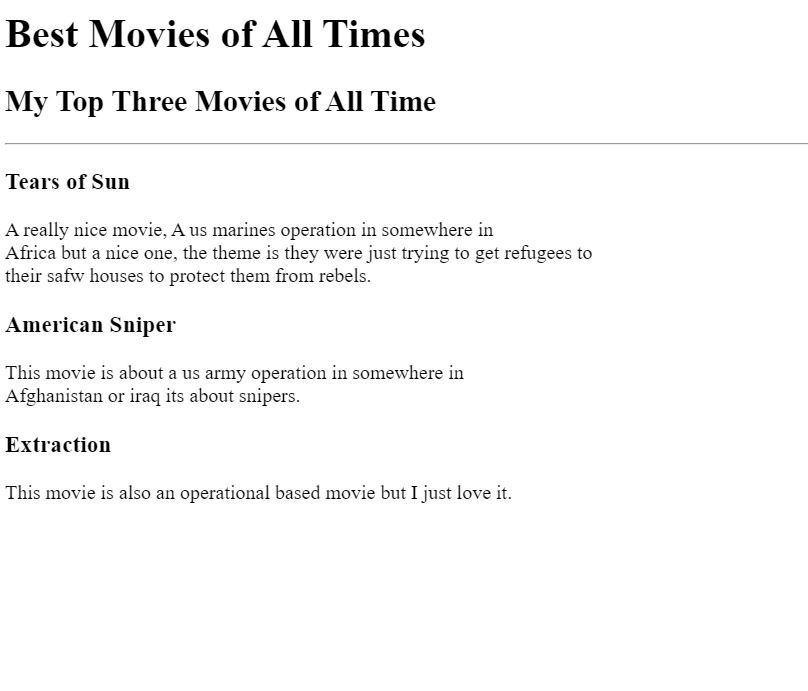 Best Movies of All Times
My Top Three Movies of All Time
Tears of Sun
A really nice movie, A us marines operation in somewhere in
Africa but a nice one, the theme is they were just trying to get refugees to
their safw houses to protect them from rebels.
American Sniper
This movie is about a us army operation in somewhere in
Afghanistan or iraq its about snipers.
Extraction
This movie is also an operational based movie but I just love it.